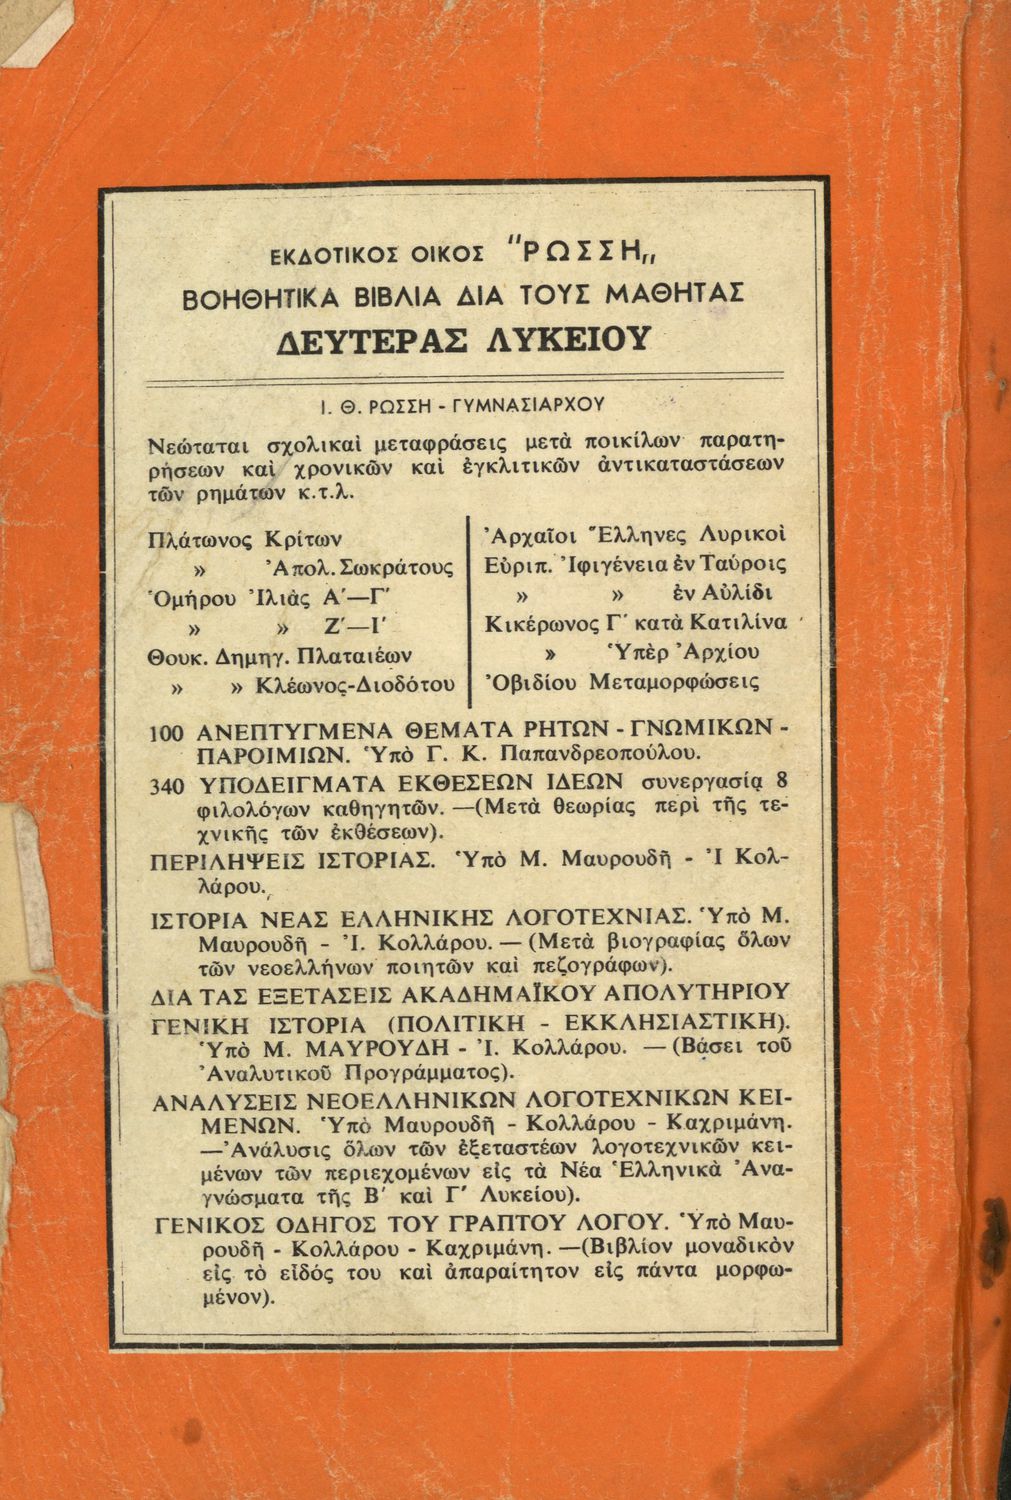 ΕΚΔΟΤΙΚΟΣ ΟΙΚΟΣ "ΡΩΣΣΗ„
ΒΟΗΘΗΤΙΚΑ ΒΙΒΛΙΑ ΔΙΑ ΤΟΥΣ ΜΑΘΗΤΑΣ
ΔΕΥΤΕΡΑΣ ΛΥΚΕΙΟΥ
Ι. Θ. ΡΩΣΣΗ - ΓΥΜΝΑΣΙΑΡΧΟΥ
Νεώταται σχολικαὶ μεταφράσεις μετὰ ποικίλων παρατη-
ρήσεων καὶ χρονικῶν καὶ ἐγκλιτικῶν ἀντικαταστάσεων
τῶν ρημάτων κ.τ.λ.
Πλάτωνος Κρίτων
» Ἀπολ. Σωκράτους
Ὁμήρου Ἰλιὰς Α΄—Γ΄
» » Ζ΄—Ι΄
Θουκ. Δημηγ. Πλαταιέων
» » Κλέωνος-Διοδότου
Ἀρχαῖοι Ἕλληνες Λυρικοὶ
Εὐριπ. Ἰφιγένεια ἐν Ταύροις
» » ἐν Αὐλίδι
Κικέρωνος Γ΄ κατὰ Κατιλίνα
» Ὑπὲρ Ἀρχίου
Ὀβιδίου Μεταμορφώσεις
100 ΑΝΕΠΤΥΓΜΕΝΑ ΘΕΜΑΤΑ ΡΗΤΩΝ - ΓΝΩΜΙΚΩΝ -
ΠΑΡΟΙΜΙΩΝ. Ὑπὸ Γ. Κ. Παπανδρεοπούλου.
340 ΥΠΟΔΕΙΓΜΑΤΑ ΕΚΘΕΣΕΩΝ ΙΔΕΩΝ συνεργασίᾳ 8
φιλολόγων καθηγητῶν. —(Μετὰ θεωρίας περὶ τῆς τε-
χνικῆς τῶν ἐκθέσεων).
ΠΕΡΙΛΗΨΕΙΣ ΙΣΤΟΡΙΑΣ. Ὑπὸ Μ. Μαυρουδῆ - Ἰ Κολ-
λάρου.
ΙΣΤΟΡΙΑ ΝΕΑΣ ΕΛΛΗΝΙΚΗΣ ΛΟΓΟΤΕΧΝΙΑΣ. Ὑπὸ Μ.
Μαυρουδῆ - Ἰ. Κολλάρου. — (Μετὰ βιογραφίας ὅλων
τῶν νεοελλήνων ποιητῶν καὶ πεζογράφων).
ΔΙΑ ΤΑΣ ΕΞΕΤΑΣΕΙΣ ΑΚΑΔΗΜΑΪΚΟΥ ΑΠΟΛΥΤΗΡΙΟΥ
ΓΕΝΙΚΗ ΙΣΤΟΡΙΑ (ΠΟΛΙΤΙΚΗ - ΕΚΚΛΗΣΙΑΣΤΙΚΗ).
Ὑπὸ Μ. ΜΑΥΡΟΥΔΗ - Ἰ. Κολλάρου. —(Βάσει τοῦ
Ἀναλυτικοῦ Προγράμματος).
ΑΝΑΛΥΣΕΙΣ ΝΕΟΕΛΛΗΝΙΚΩΝ ΛΟΓΟΤΕΧΝΙΚΩΝ ΚΕΙ-
ΜΕΝΩΝ. Ὑπὸ Μαυρουδῆ - Κολλάρου - Καχριμάνη.
—Ἀνάλυσις ὅλων τῶν ἐξεταστέων λογοτεχνικῶν κει-
μένων τῶν περιεχομένων εἰς τὰ Νέα Ἑλληνικὰ Ἀνα-
γνώσματα τῆς Β΄ καὶ Γ΄ Λυκείου).
ΓΕΝΙΚΟΣ ΟΔΗΓΟΣ ΤΟΥ ΓΡΑΠΤΟΥ ΛΟΓΟΥ. Ὑπὸ Μαυ-
ρουδῆ - Κολλάρου - Καχριμάνη. —(Βιβλίον μοναδικὸν
εἰς τὸ εἶδός του καὶ ἀπαραίτητον εἰς πάντα μορφω-
μένον).